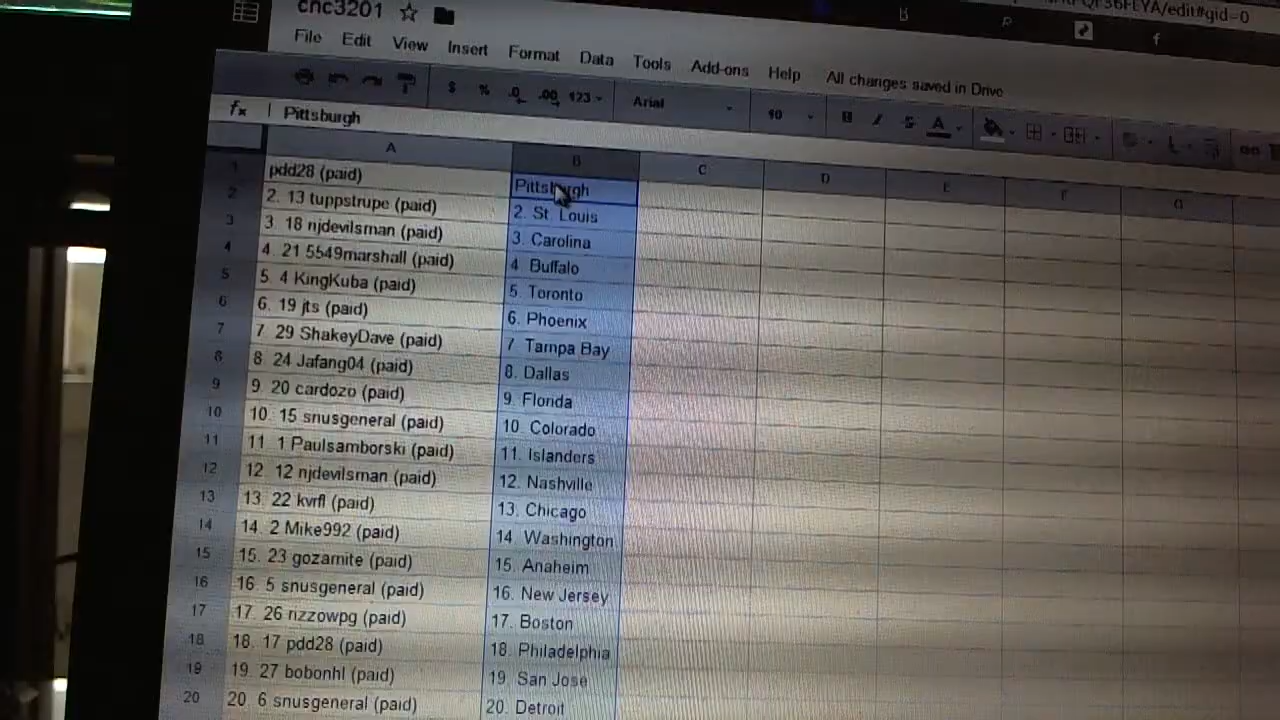 cnc3201
/edit#gid=0
File Edit View Insert Format Data Tools Add-ons Help All changes saved in Drive
$ % .0 .00 123 Arial 10
fx Pittsburgh
A B C D E F G
1 pdd28 (paid) Pittsburgh
2 2. 13 tuppstrupe (paid) 2. St. Louis
3 3. 18 njdevilsman (paid) 3. Carolina
4 4. 21 5549marshall (paid) 4 Buffalo
5 5. 4 KingKuba (paid) 5. Toronto
6 6. 19 jts (paid) 6. Phoenix
7 7 29 ShakeyDave (paid) 7 Tampa Bay
8 8. 24 Jafang04 (paid) 8. Dallas
9 9. 20 cardozo (paid) 9. Florida
10 10. 15 snusgeneral (paid) 10. Colorado
11 11. 1 Paulsamborski (paid) 11. Islanders
12 12. 12 njdevilsman (paid) 12. Nashville
13 13. 22 kvrfl (paid) 13. Chicago
14 14. 2 Mike992 (paid) 14. Washington
15 15. 23 gozamite (paid) 15. Anaheim
16 16. 5 snusgeneral (paid) 16. New Jersey
17 17. 26 rizzowpg (paid) 17. Boston
18 18. 17 pdd28 (paid) 18. Philadelphia
19 19. 27 bobonhl (paid) 19. San Jose
20 20. 6 snusgeneral (paid) 20. Detroit